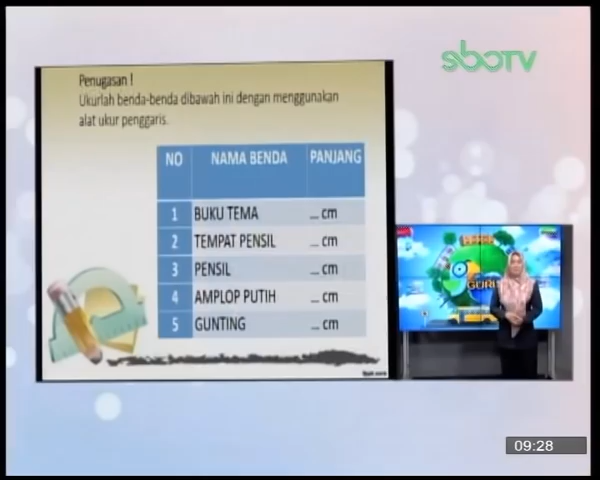 sboTV
Penugasan !
Ukurlah benda-benda dibawah ini dengan menggunakan
alat ukur penggaris.
NO NAMA BENDA PANJANG
1 BUKU TEMA ... cm
2 TEMPAT PENSIL ... cm
3 PENSIL ... cm
4 AMPLOP PUTIH ... cm
5 GUNTING ... cm
GURU
09:28